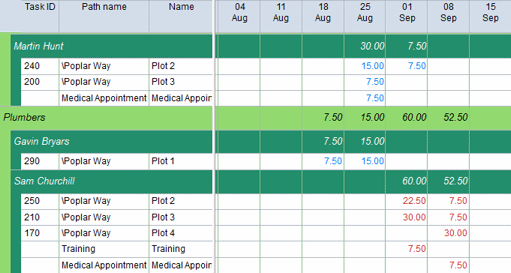 Task ID Path name Name 04 Aug 11 Aug 18 Aug 25 Aug 01 Sep 08 Sep 15 Sep
Martin Hunt 30.00 7.50
240 \Poplar Way Plot 2 15.00 7.50
200 \Poplar Way Plot 3 7.50
Medical Appointment Medical Appoin 7.50
Plumbers 7.50 15.00 60.00 52.50
Gavin Bryars 7.50 15.00
290 \Poplar Way Plot 1 7.50 15.00
Sam Churchill 60.00 52.50
250 \Poplar Way Plot 2 22.50 7.50
210 \Poplar Way Plot 3 30.00 7.50
170 \Poplar Way Plot 4 30.00
Training Training 7.50
Medical Appointment Medical Appoin 7.50